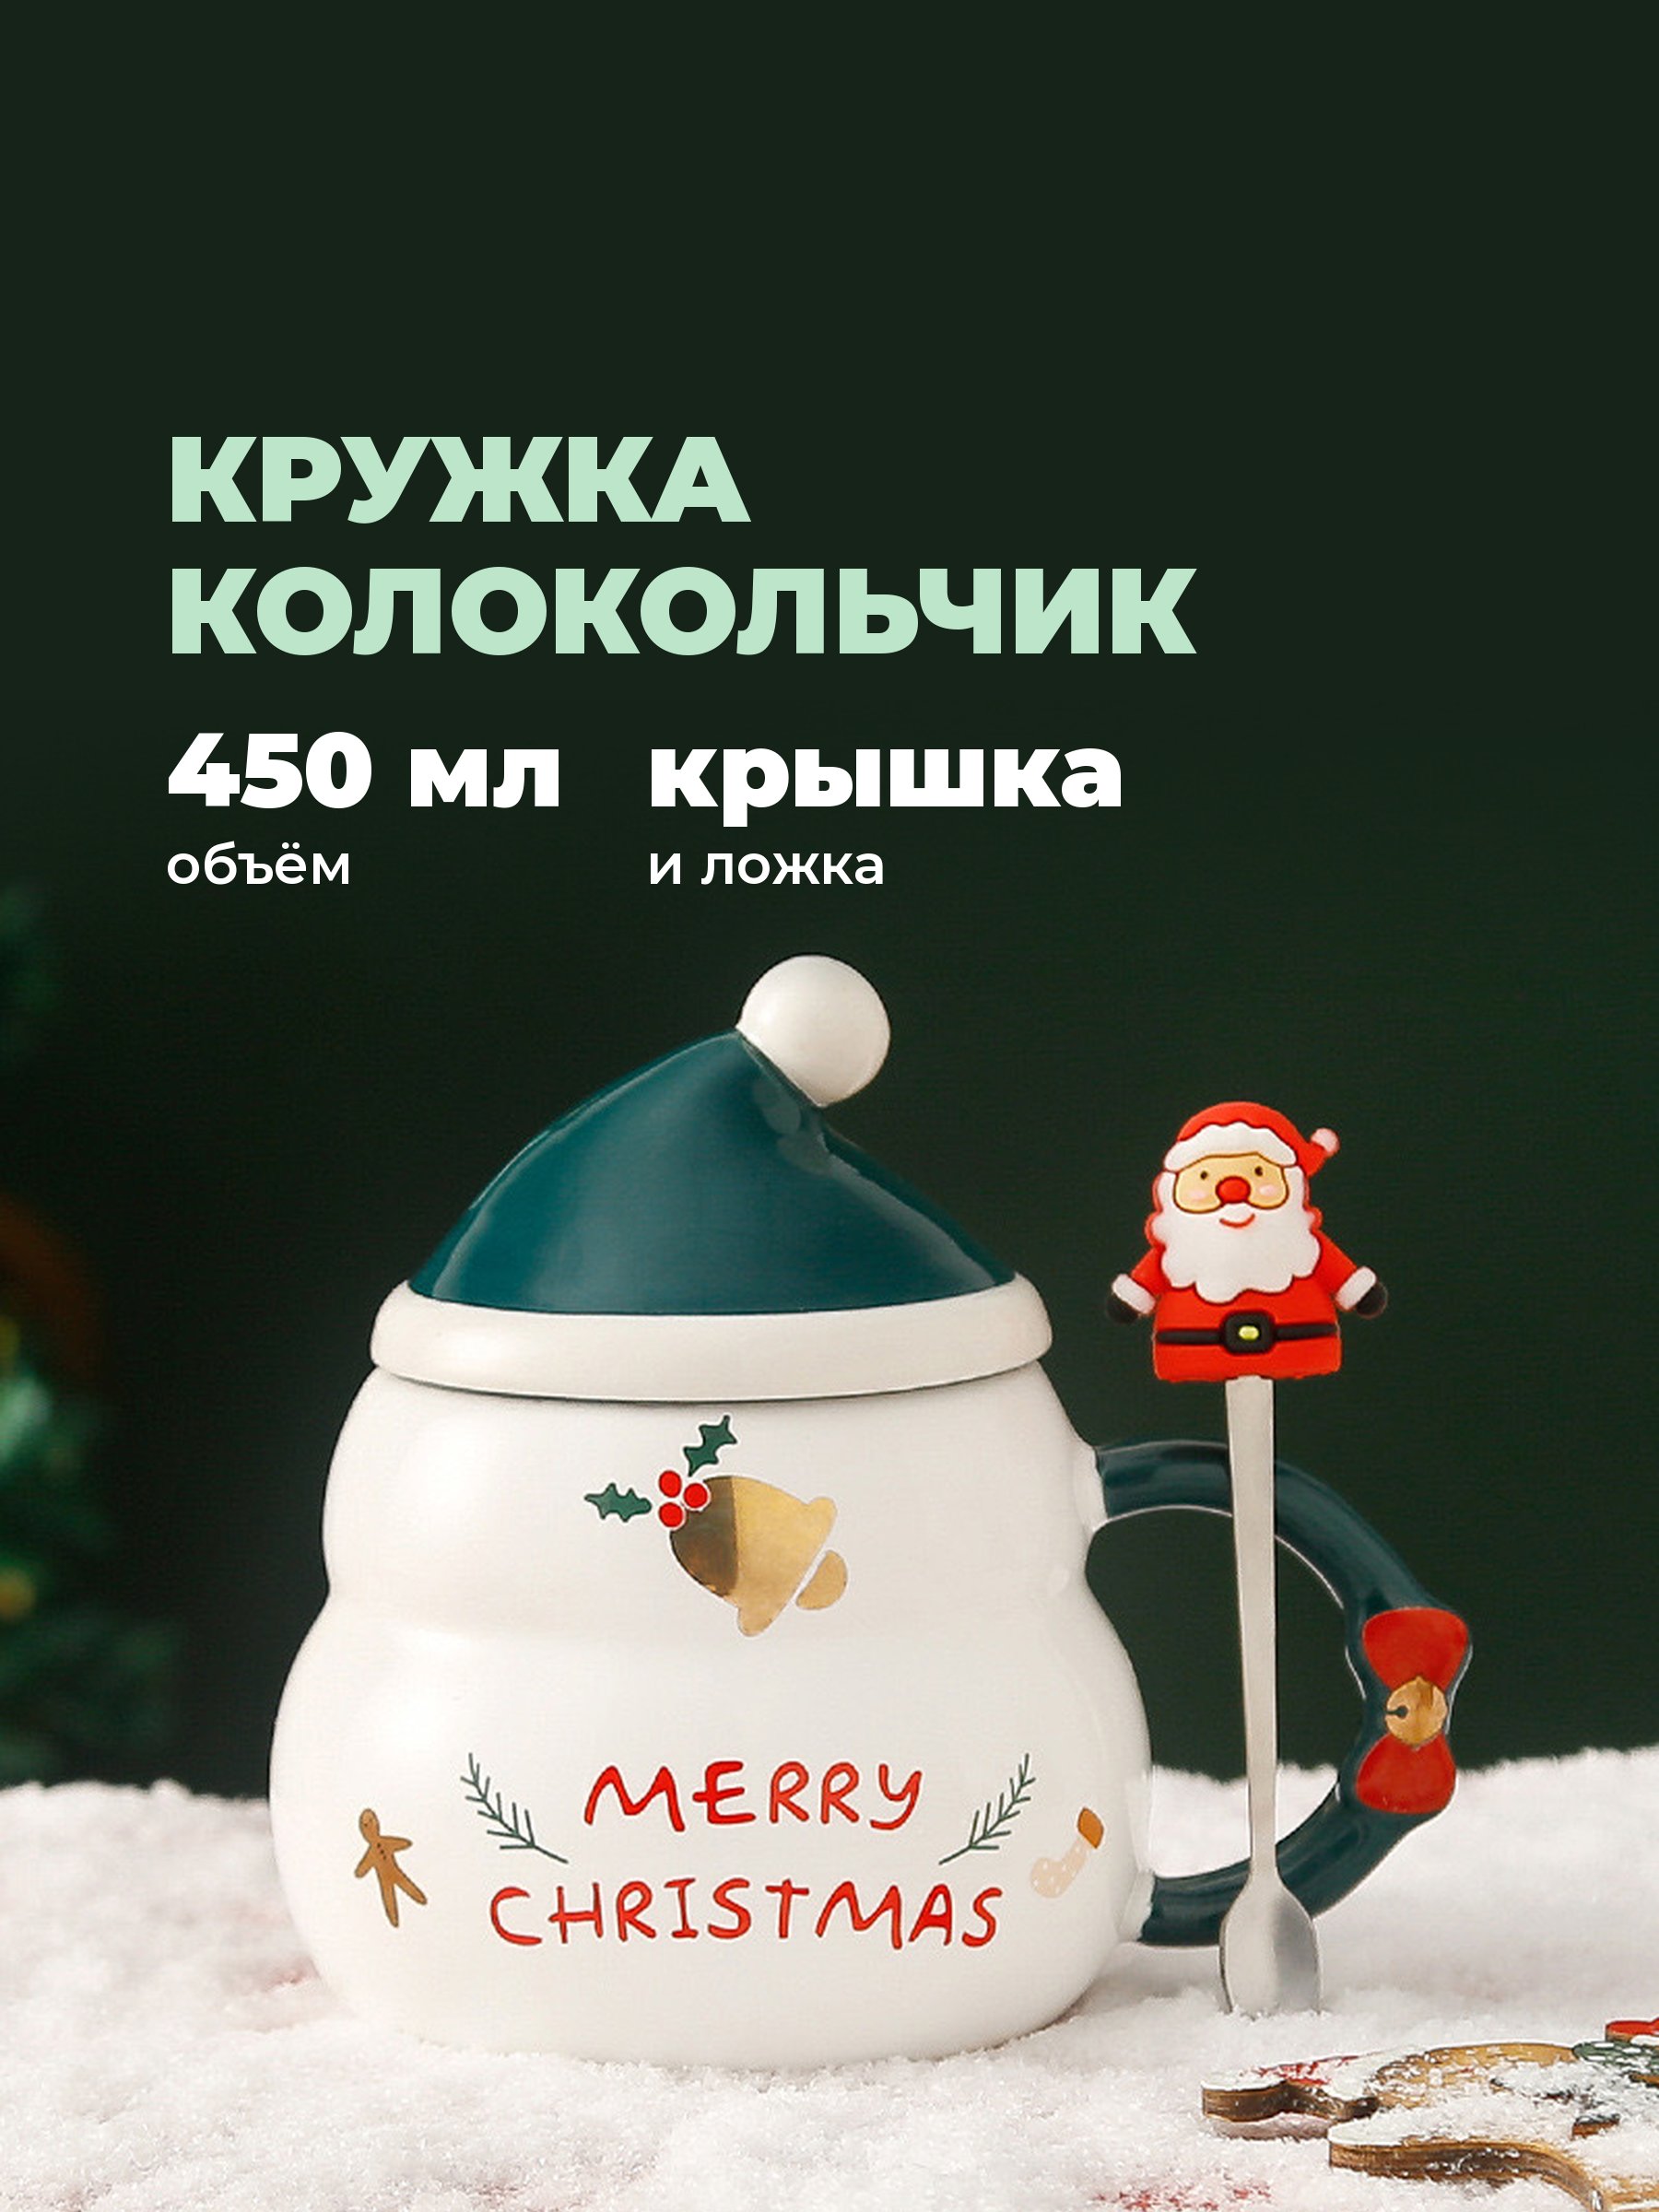 КРУЖКА
КОЛОКОЛЬЧИК
450 мл крышка
объём и ложка
MERRY
CHRISTMAS